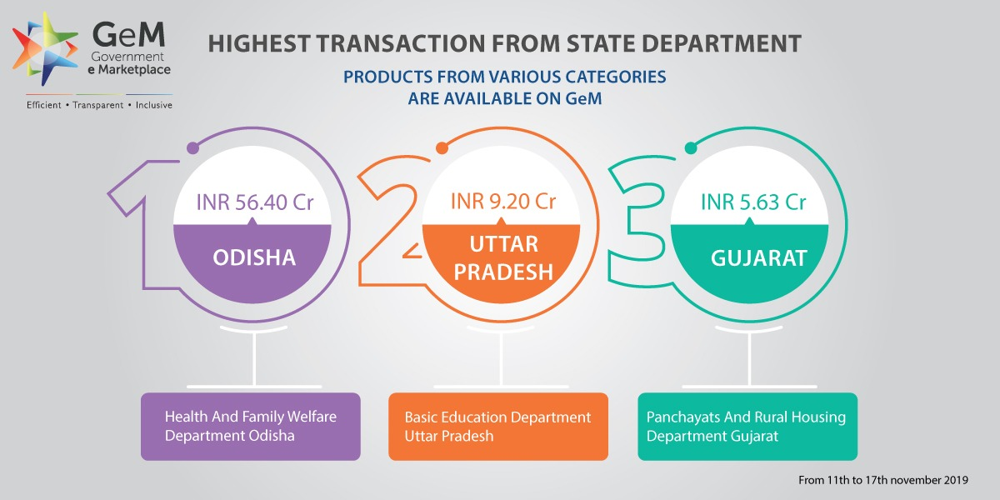 GeM
Government
e Marketplace
Efficient • Transparent • Inclusive
HIGHEST TRANSACTION FROM STATE DEPARTMENT
PRODUCTS FROM VARIOUS CATEGORIES
ARE AVAILABLE ON GeM
1
INR 56.40 Cr
ODISHA
2
INR 9.20 Cr
UTTAR
PRADESH
3
INR 5.63 Cr
GUJARAT
Health And Family Welfare
Department Odisha
Basic Education Department
Uttar Pradesh
Panchayats And Rural Housing
Department Gujarat
From 11th to 17th november 2019